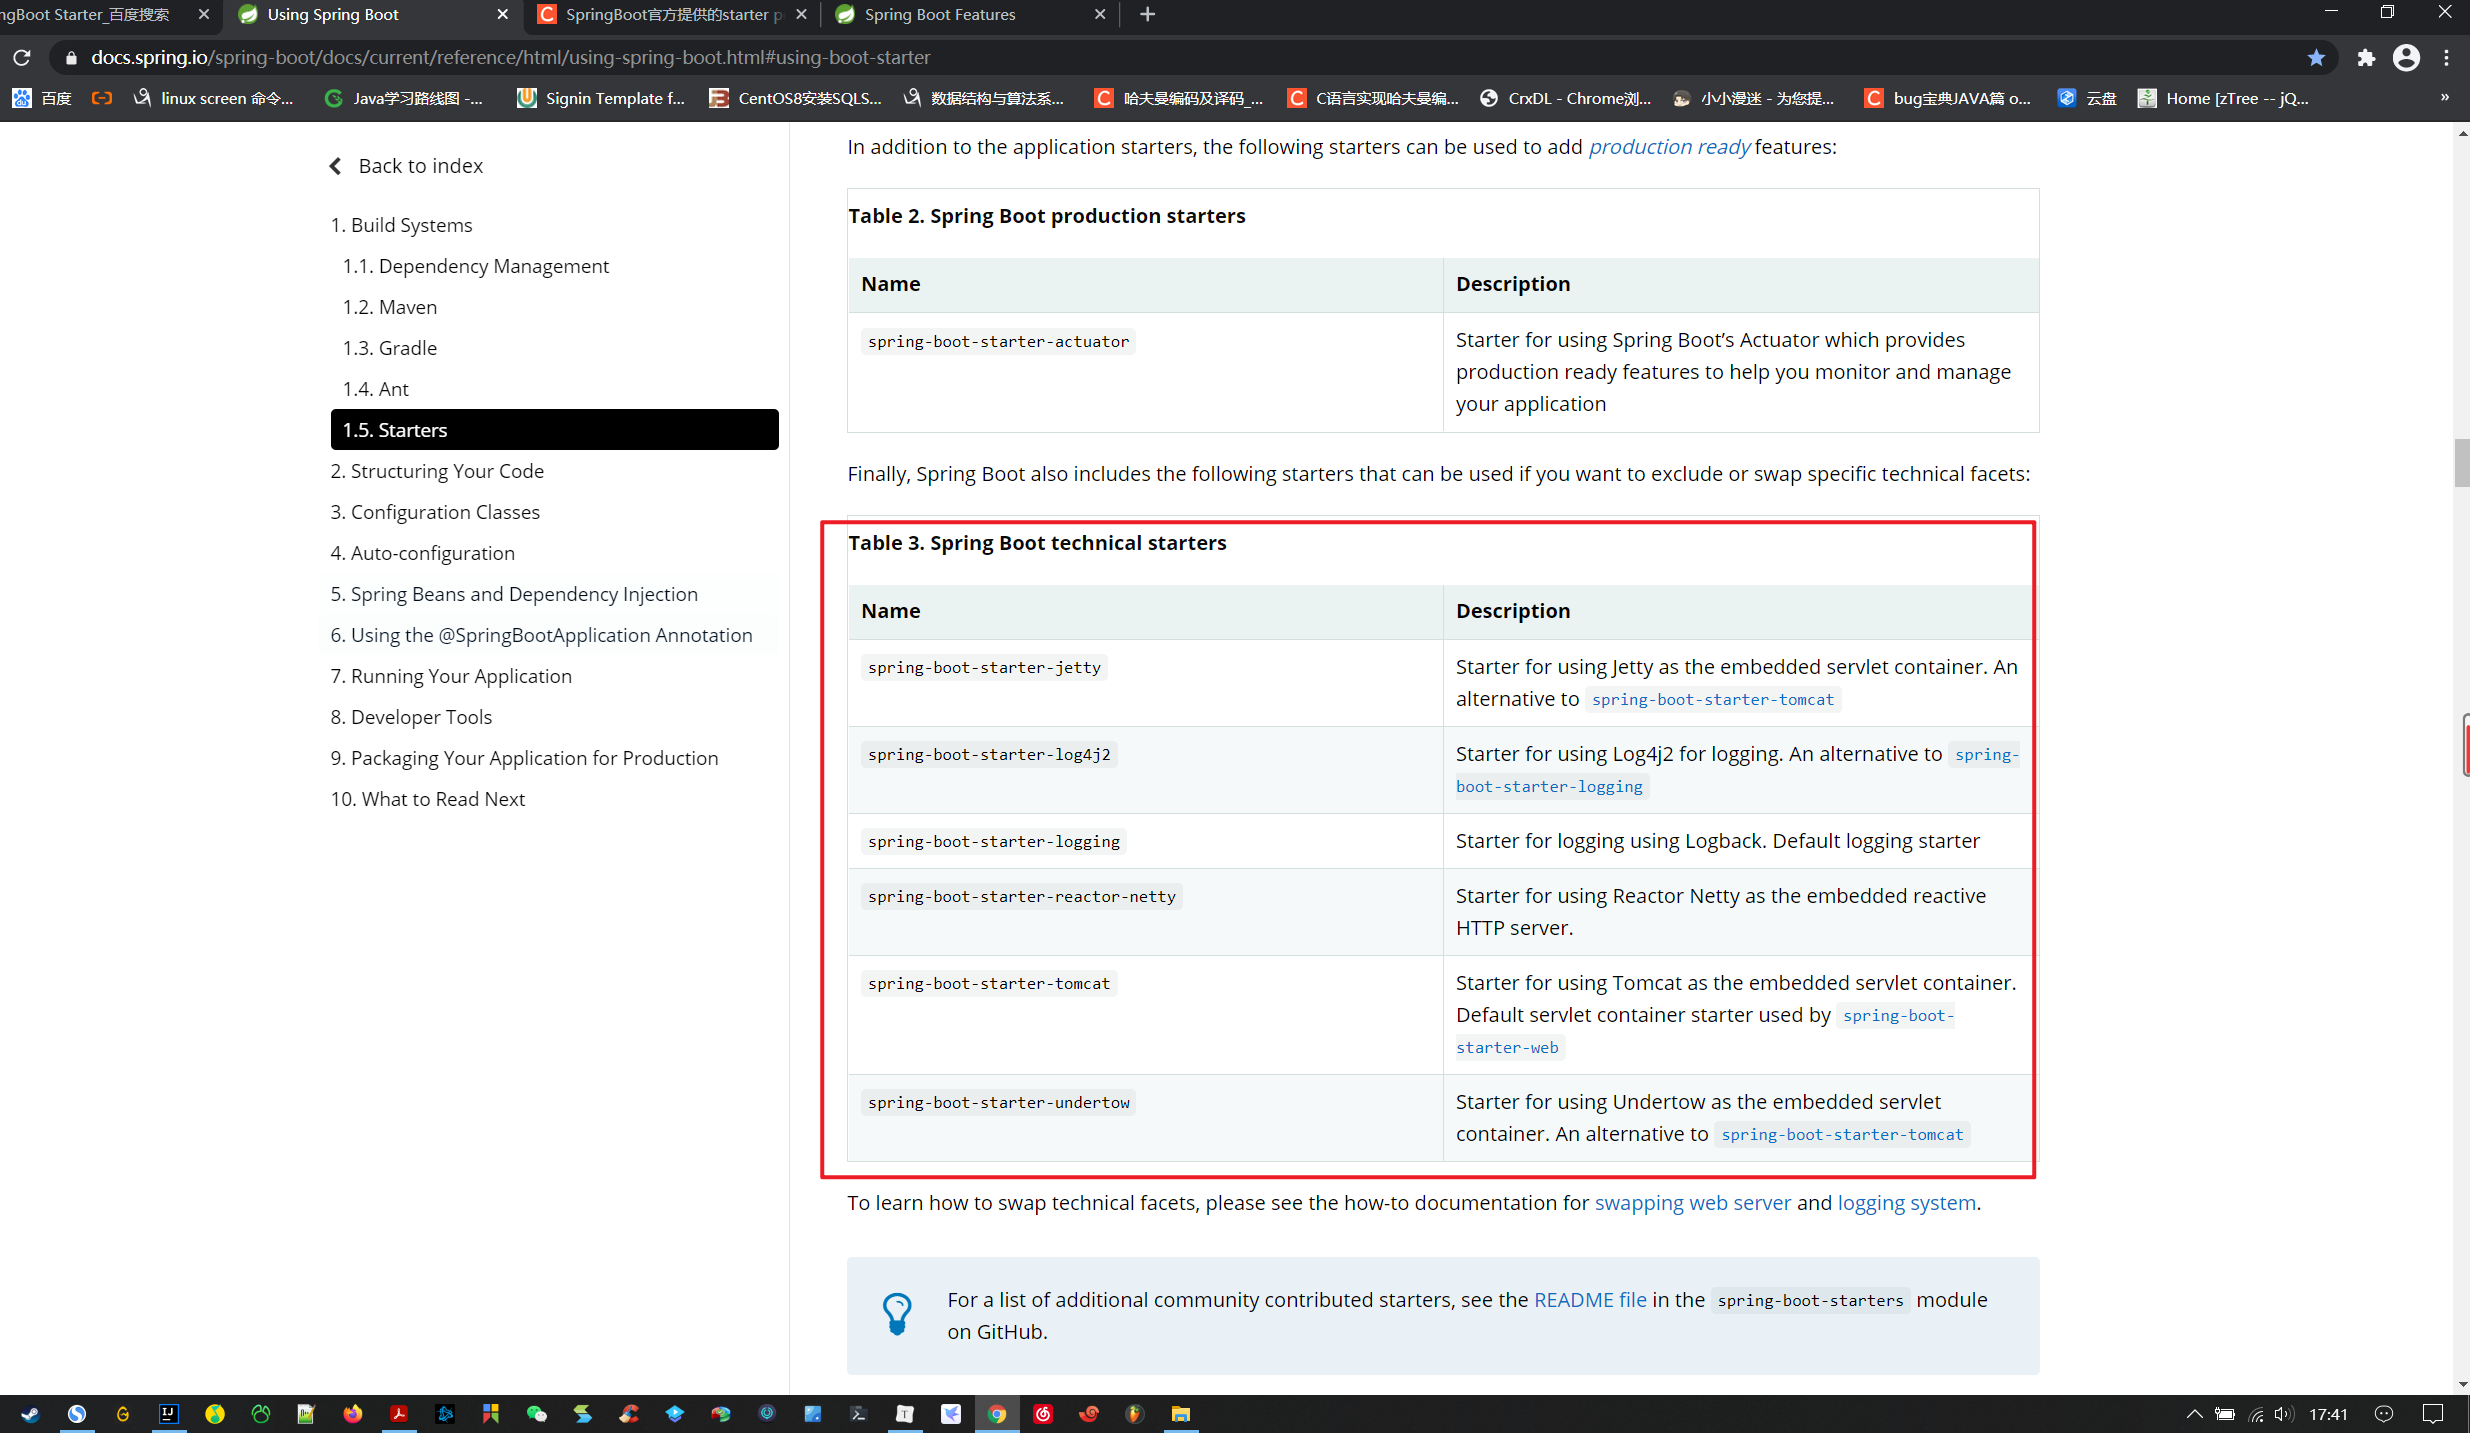 ngBoot Starter_百度搜索
Using Spring Boot
SpringBoot官方提供的starter p
Spring Boot Features
docs.spring.io/spring-boot/docs/current/reference/html/using-spring-boot.html#using-boot-starter
百度
linux screen 命令...
Java学习路线图 -...
Signin Template f...
CentOS8安装SQLS...
数据结构与算法系...
哈夫曼编码及译码_...
C语言实现哈夫曼编...
CrxDL - Chrome浏...
小小漫迷 - 为您提...
bug宝典JAVA篇 o...
云盘
Home [zTree -- jQ...
»
Back to index
1. Build Systems
1.1. Dependency Management
1.2. Maven
1.3. Gradle
1.4. Ant
1.5. Starters
2. Structuring Your Code
3. Configuration Classes
4. Auto-configuration
5. Spring Beans and Dependency Injection
6. Using the @SpringBootApplication Annotation
7. Running Your Application
8. Developer Tools
9. Packaging Your Application for Production
10. What to Read Next
In addition to the application starters, the following starters can be used to add production ready features:
Table 2. Spring Boot production starters
Name
Description
spring-boot-starter-actuator
Starter for using Spring Boot’s Actuator which provides
production ready features to help you monitor and manage
your application
Finally, Spring Boot also includes the following starters that can be used if you want to exclude or swap specific technical facets:
Table 3. Spring Boot technical starters
Name
Description
spring-boot-starter-jetty
Starter for using Jetty as the embedded servlet container. An
alternative to spring-boot-starter-tomcat
spring-boot-starter-log4j2
Starter for using Log4j2 for logging. An alternative to spring-
boot-starter-logging
spring-boot-starter-logging
Starter for logging using Logback. Default logging starter
spring-boot-starter-reactor-netty
Starter for using Reactor Netty as the embedded reactive
HTTP server.
spring-boot-starter-tomcat
Starter for using Tomcat as the embedded servlet container.
Default servlet container starter used by spring-boot-
starter-web
spring-boot-starter-undertow
Starter for using Undertow as the embedded servlet
container. An alternative to spring-boot-starter-tomcat
To learn how to swap technical facets, please see the how-to documentation for swapping web server and logging system.
For a list of additional community contributed starters, see the README file in the spring-boot-starters module
on GitHub.
17:41